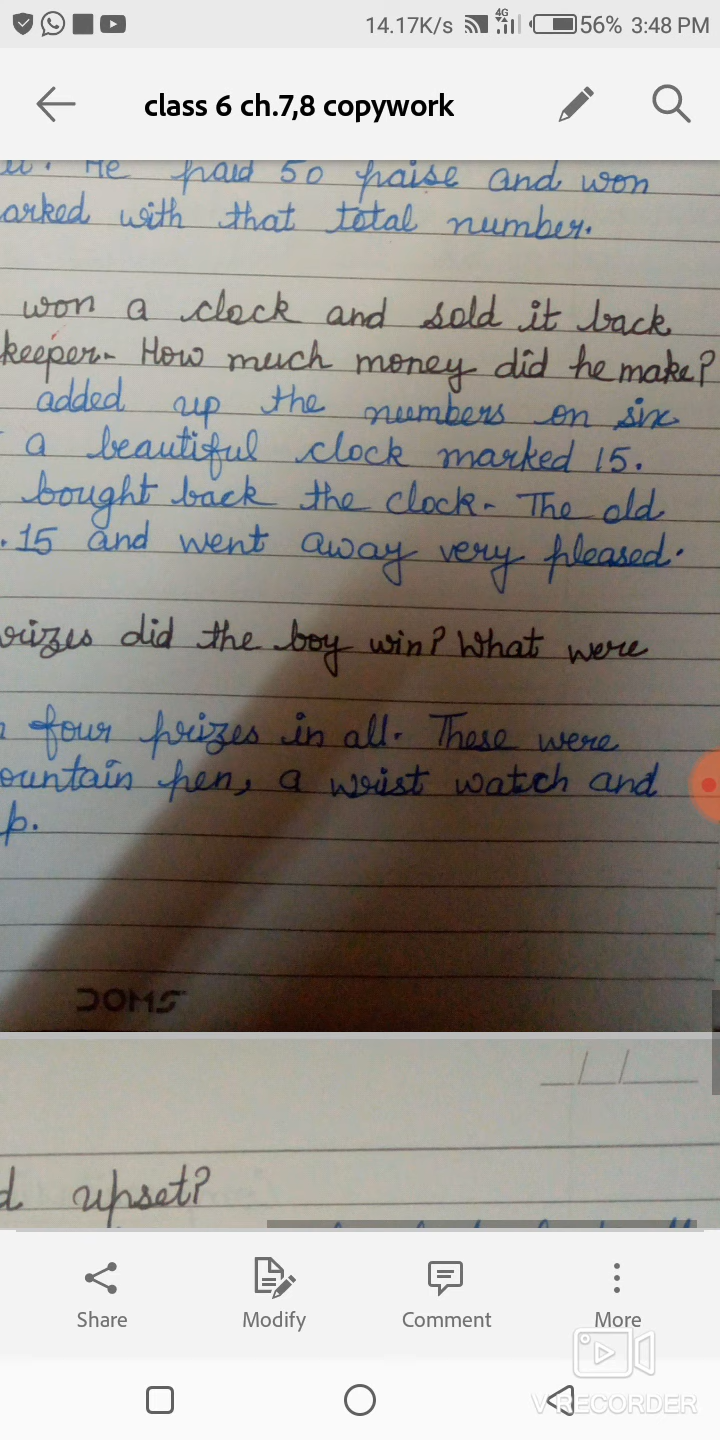 14.17K/s 4G 56% 3:48 PM
class 6 ch.7,8 copywork
He paid 50 paise and won
arked with that total number.
won a clock and sold it back
keeper. How much money did he make?
added up the numbers on six
a beautiful clock marked 15.
bought back the clock. The old
.15 and went away very pleased.
rizes did the boy win? What were
four prizes in all. These were
ountain pen, a wrist watch and
p.
DOMS
d upset?
Share Modify Comment More
V RECORDER